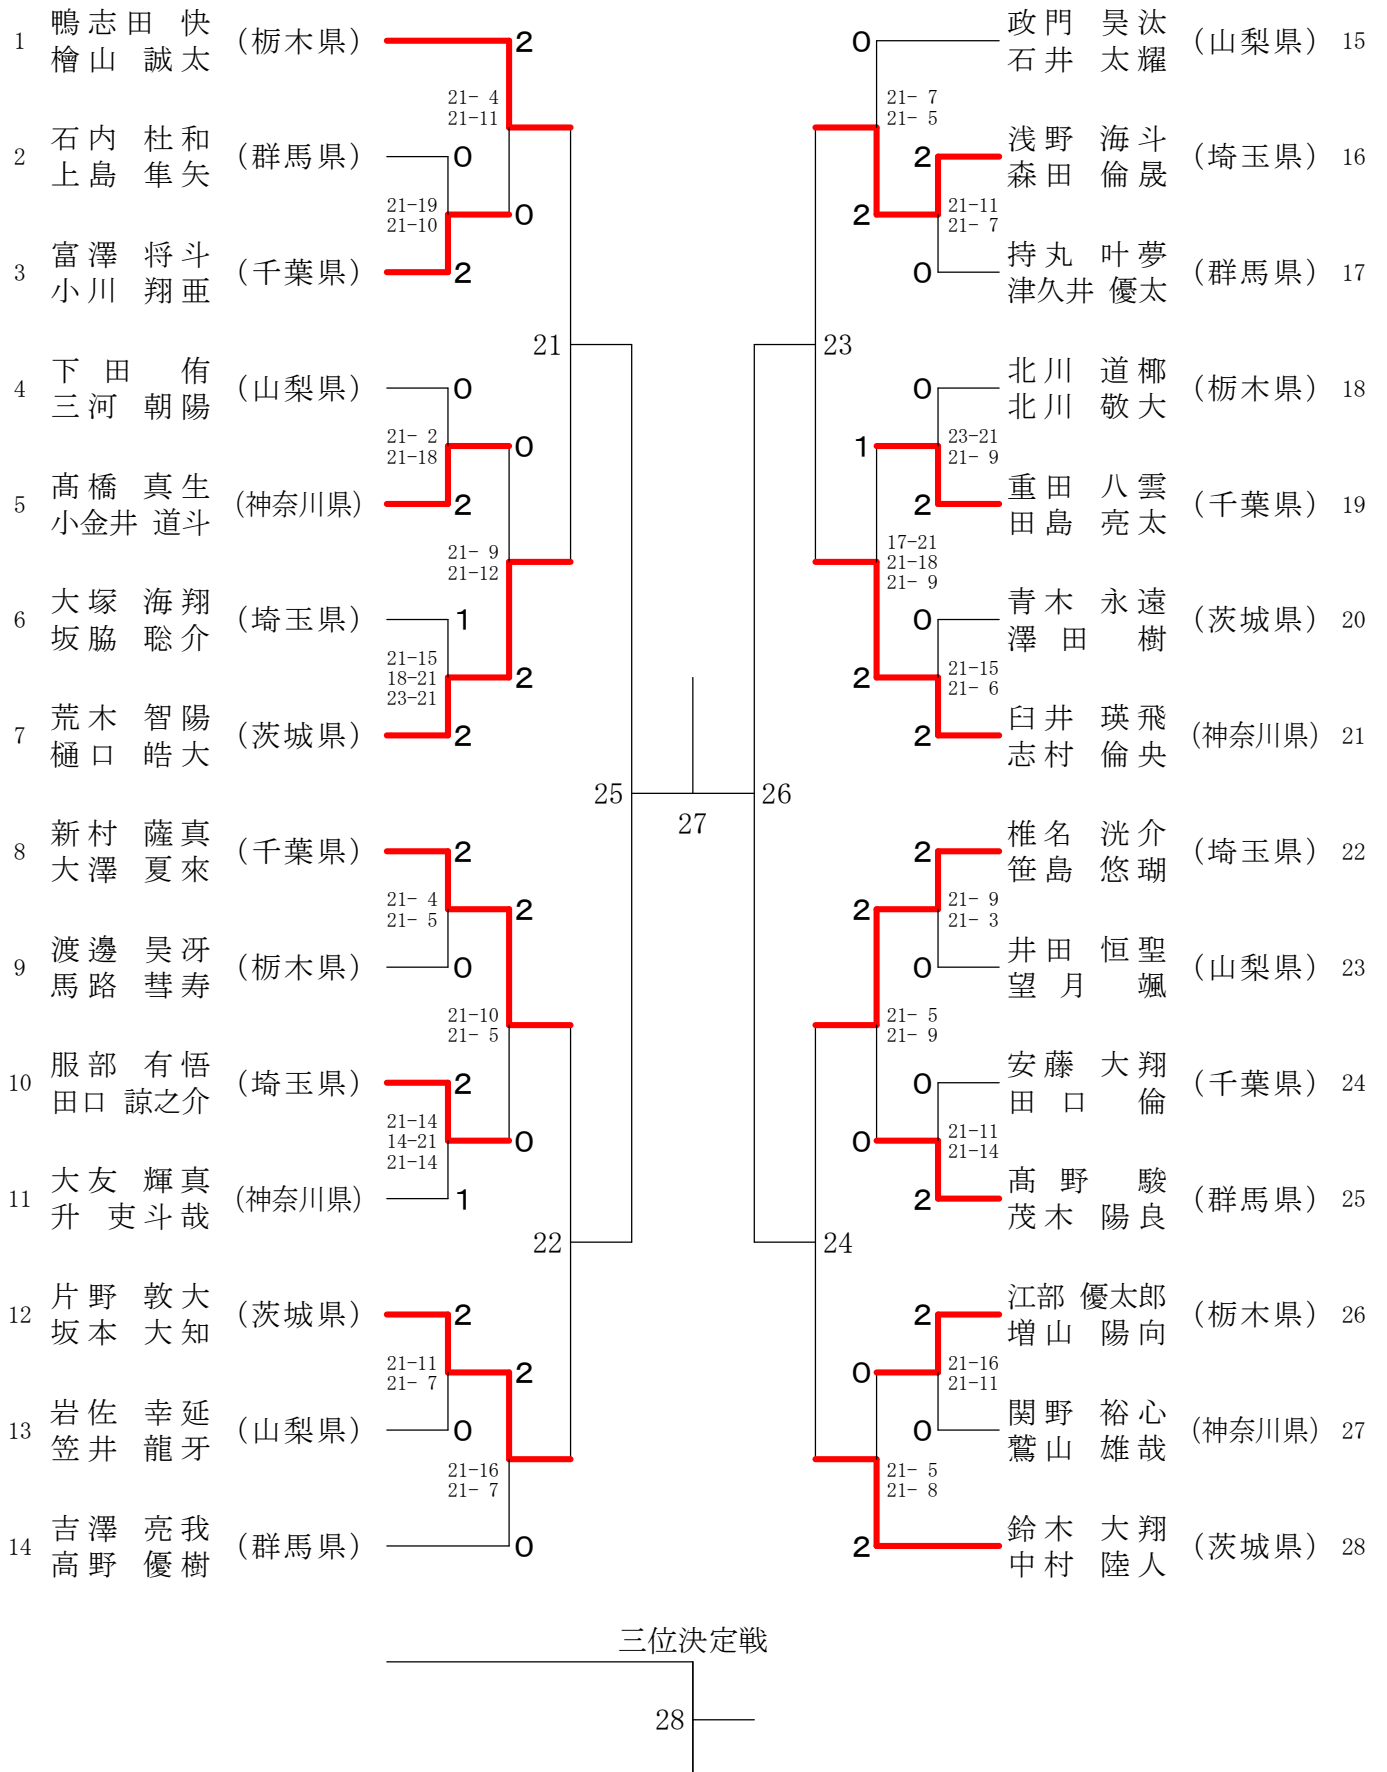 1 鴨志田 快 (栃木県) 2
檜山 誠太
21- 4
21-11
2 石内 杜和 (群馬県) 0
上島 隼矢
21-19 0
21-10
3 富澤 将斗 (千葉県) 2
小川 翔亜
21
4 下田 侑 (山梨県) 0
三河 朝陽
21- 2 0
21-18
5 髙橋 真生 (神奈川県) 2
小金井 道斗
21- 9
21-12
6 大塚 海翔 (埼玉県) 1
坂脇 聡介
21-15
18-21 2
23-21
7 荒木 智陽 (茨城県) 2
樋口 皓大
25
8 新村 薩真 (千葉県) 2
大澤 夏來
21- 4 2
21- 5
9 渡邊 昊冴 (栃木県) 0
馬路 彗寿
21-10
21- 5
10 服部 有悟 (埼玉県) 2
田口 諒之介
21-14
14-21 0
21-14
11 大友 輝真 (神奈川県) 1
升 吏斗哉
22
12 片野 敦大 (茨城県) 2
坂本 大知
21-11 2
21- 7
13 岩佐 幸延 (山梨県) 0
笠井 龍牙
21-16
21- 7
14 吉澤 亮我 (群馬県) 0
高野 優樹
27
0 政門 昊汰 (山梨県) 15
石井 太耀
21- 7
21- 5
2 浅野 海斗 (埼玉県) 16
森田 倫晟
2 21-11
21- 7
0 持丸 叶夢 (群馬県) 17
津久井 優太
23
0 北川 道椰 (栃木県) 18
北川 敬大
1 23-21
21- 9
2 重田 八雲 (千葉県) 19
田島 亮太
17-21
21-18
21- 9
0 青木 永遠 (茨城県) 20
澤田 樹
2 21-15
21- 6
2 臼井 瑛飛 (神奈川県) 21
志村 倫央
26
2 椎名 洸介 (埼玉県) 22
笹島 悠瑚
2 21- 9
21- 3
0 井田 恒聖 (山梨県) 23
望月 颯
21- 5
21- 9
0 安藤 大翔 (千葉県) 24
田口 倫
0 21-11
21-14
2 髙野 駿 (群馬県) 25
茂木 陽良
24
2 江部 優太郎 (栃木県) 26
増山 陽向
0 21-16
21-11
0 関野 裕心 (神奈川県) 27
鷲山 雄哉
21- 5
21- 8
2 鈴木 大翔 (茨城県) 28
中村 陸人
三位決定戦
28